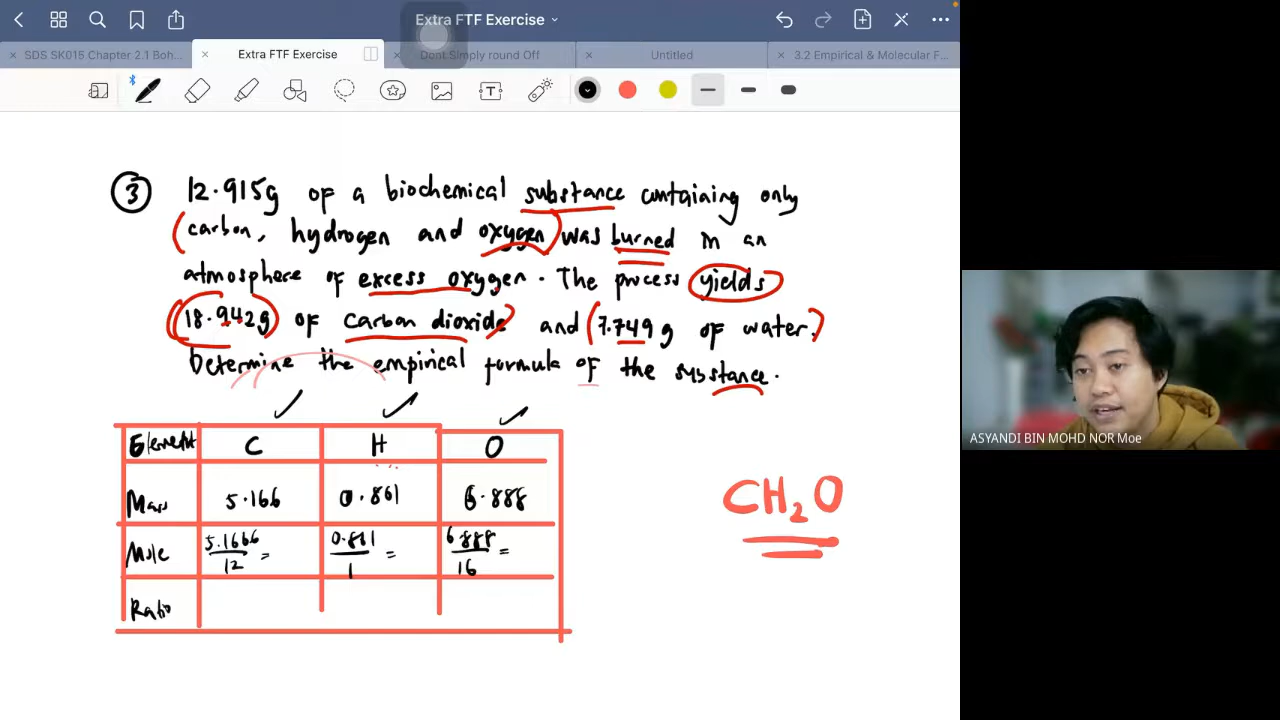 Extra FTF Exercise
SDS SK015 Chapter 2.1 Boh...
Extra FTF Exercise
Dont Simply round Off
Untitled
3.2 Empirical & Molecular F...
3 12.915g of a biochemical substance containing only
(carbon, hydrogen and oxygen) was burned in an
atmosphere of excess oxygen. The process yields
(18.942g) of carbon dioxide and (7.749g of water.)
Determine the empirical formula of the substance.
Element C H O
Mass 5.166 0.861 6.888
Mole 5.1666/12 = 0.861/1 = 6.888/16 =
Ratio
CH₂O
ASYANDI BIN MOHD NOR Moe